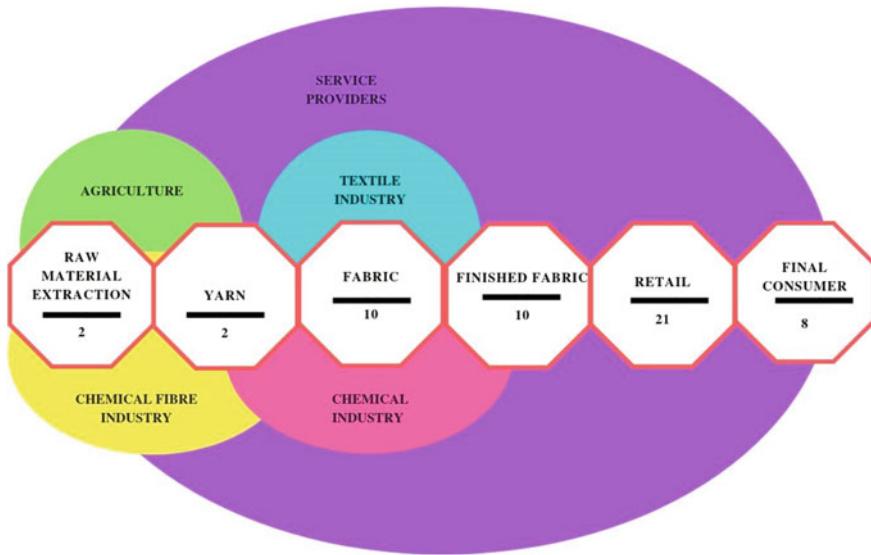 SERVICE
PROVIDERS
AGRICULTURE
TEXTILE
INDUSTRY
RAW
MATERIAL
EXTRACTION
2
YARN
2
FABRIC
10
FINISHED FABRIC
10
RETAIL
21
FINAL
CONSUMER
8
CHEMICAL FIBRE
INDUSTRY
CHEMICAL
INDUSTRY